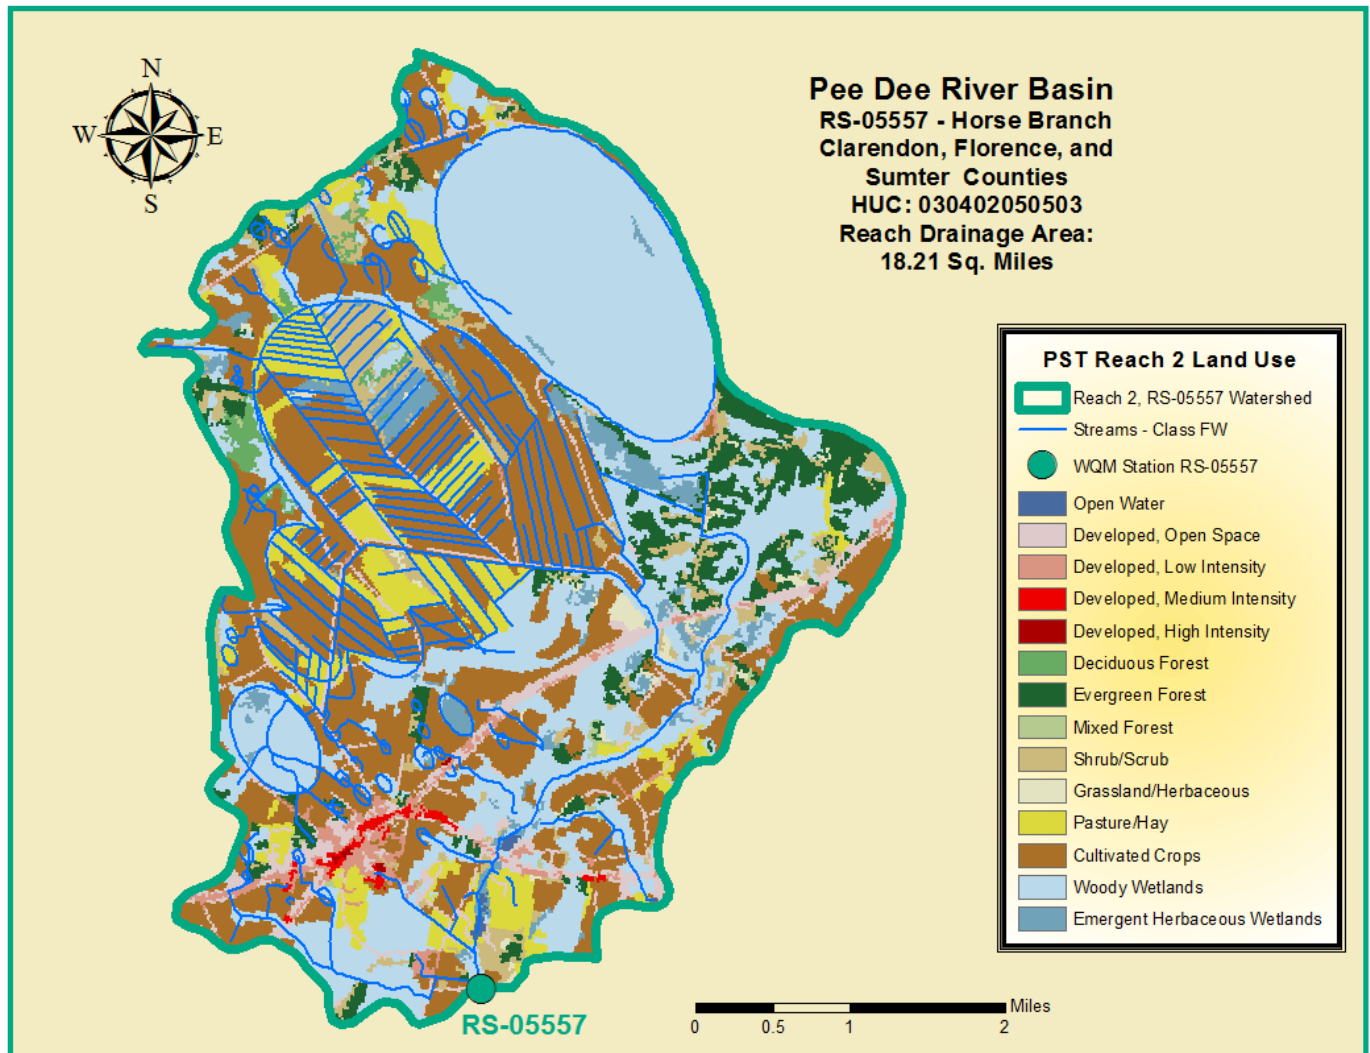 N
W
E
S
Pee Dee River Basin
RS-05557 - Horse Branch
Clarendon, Florence, and
Sumter Counties
HUC: 030402050503
Reach Drainage Area:
18.21 Sq. Miles
PST Reach 2 Land Use
Reach 2, RS-05557 Watershed
Streams - Class FW
WQM Station RS-05557
Open Water
Developed, Open Space
Developed, Low Intensity
Developed, Medium Intensity
Developed, High Intensity
Deciduous Forest
Evergreen Forest
Mixed Forest
Shrub/Scrub
Grassland/Herbaceous
Pasture/Hay
Cultivated Crops
Woody Wetlands
Emergent Herbaceous Wetlands
RS-05557
Miles
0 0.5 1 2